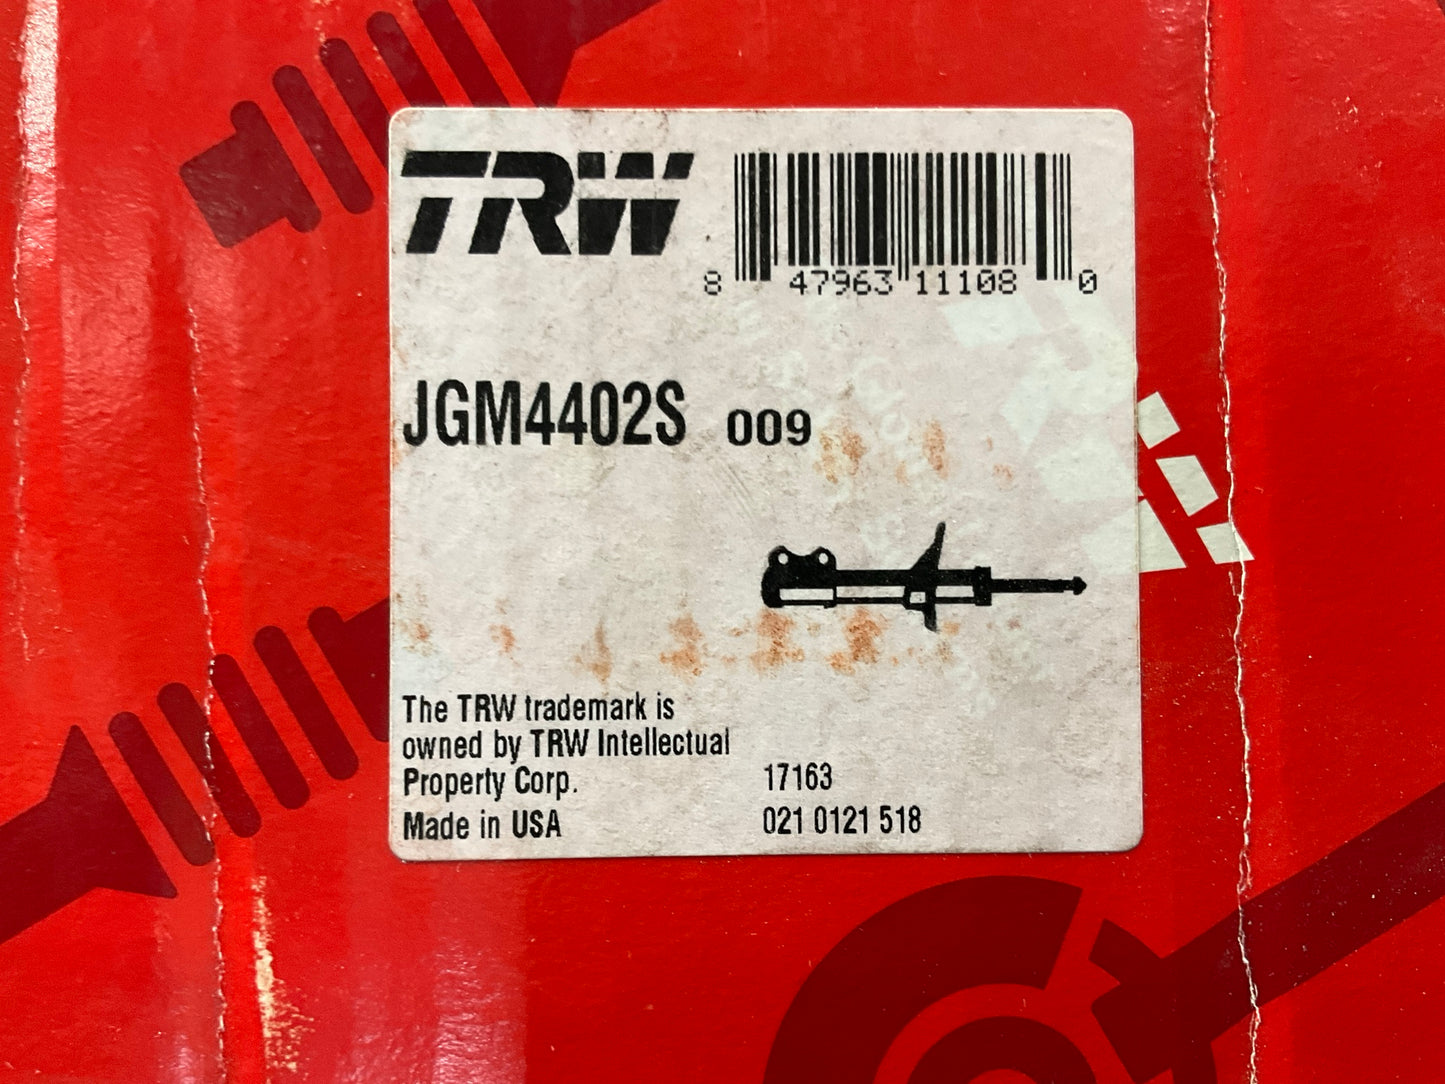 TRW
8 47963 11108 0
JGM4402S 009
The TRW trademark is
owned by TRW Intellectual
Property Corp.
Made in USA
17163
021 0121 518